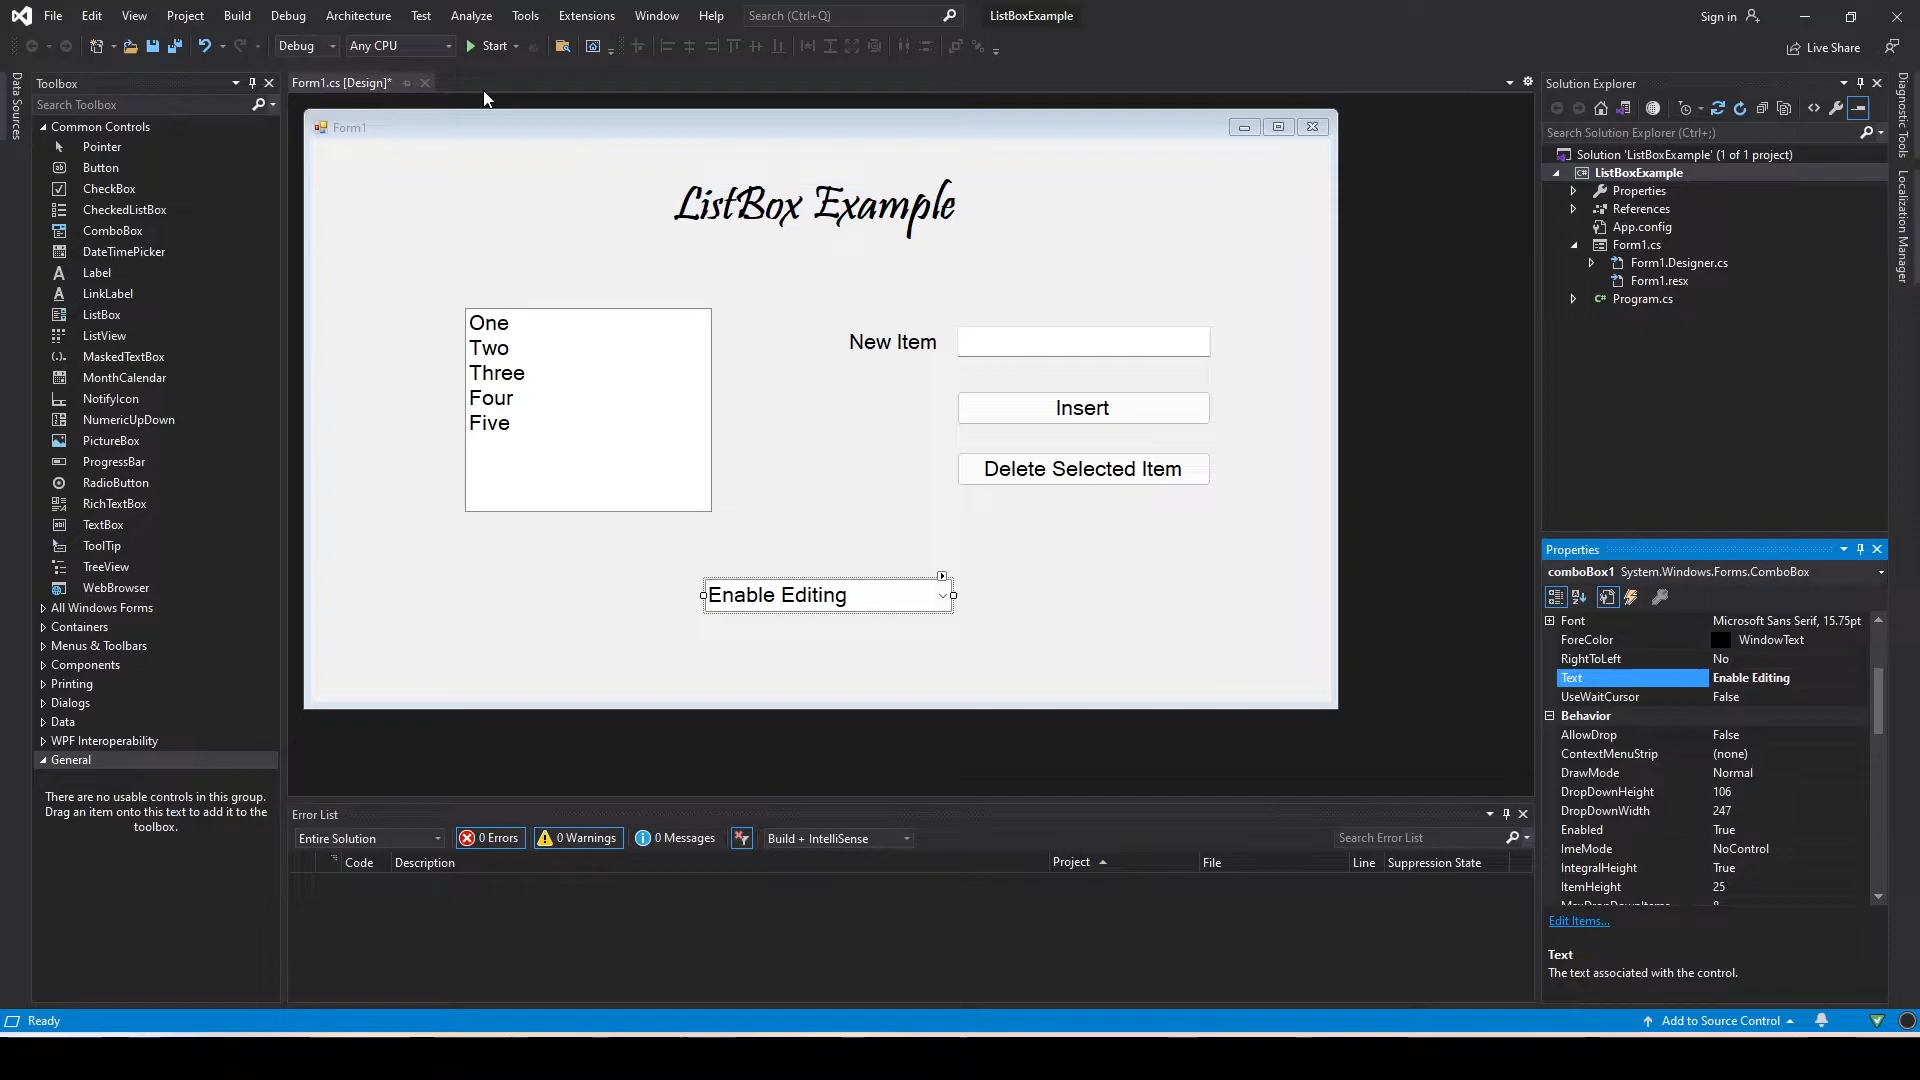 File Edit View Project Build Debug Architecture Test Analyze Tools Extensions Window Help Search (Ctrl+Q) ListBoxExample Sign in
Debug Any CPU Start Live Share
Data Sources
Toolbox
Search Toolbox
Common Controls
Pointer
Button
CheckBox
CheckedListBox
ComboBox
DateTimePicker
Label
LinkLabel
ListBox
ListView
MaskedTextBox
MonthCalendar
NotifyIcon
NumericUpDown
PictureBox
ProgressBar
RadioButton
RichTextBox
TextBox
ToolTip
TreeView
WebBrowser
All Windows Forms
Containers
Menus & Toolbars
Components
Printing
Dialogs
Data
WPF Interoperability
General
There are no usable controls in this group.
Drag an item onto this text to add it to the
toolbox.
Form1.cs [Design]*
Form1
ListBox Example
One
Two
Three
Four
Five
New Item
Insert
Delete Selected Item
Enable Editing
Error List
Entire Solution 0 Errors 0 Warnings 0 Messages Build + IntelliSense Search Error List
Code Description Project File Line Suppression State
Solution Explorer
Search Solution Explorer (Ctrl+;)
Solution 'ListBoxExample' (1 of 1 project)
ListBoxExample
Properties
References
App.config
Form1.cs
Form1.Designer.cs
Form1.resx
Program.cs
Properties
comboBox1 System.Windows.Forms.ComboBox
Font Microsoft Sans Serif, 15.75pt
ForeColor WindowText
RightToLeft No
Text Enable Editing
UseWaitCursor False
Behavior
AllowDrop False
ContextMenuStrip (none)
DrawMode Normal
DropDownHeight 106
DropDownWidth 247
Enabled True
ImeMode NoControl
IntegralHeight True
ItemHeight 25
MaxDropDownItems 8
Edit Items...
Text
The text associated with the control.
Diagnostic Tools
Localization Manager
Ready
Add to Source Control